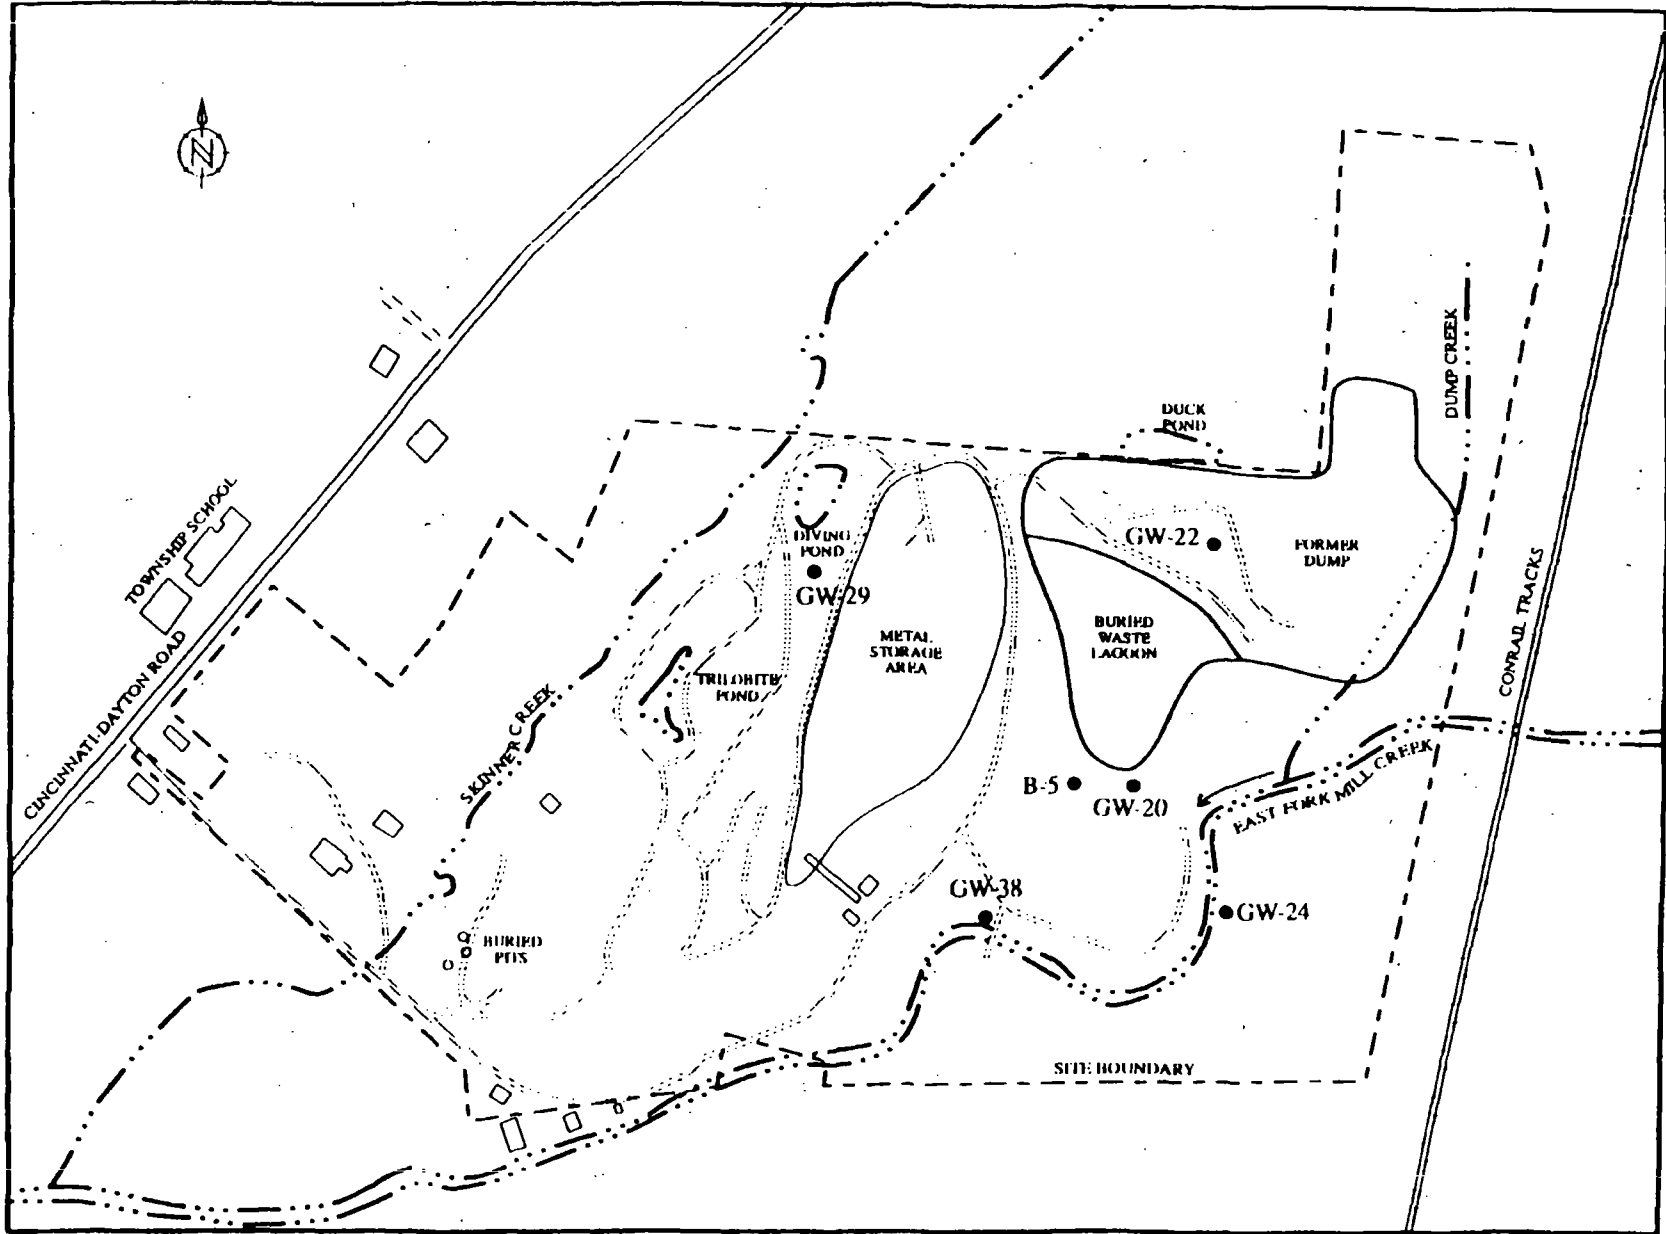 N
DUCK
POND
DUMP CREEK
TOWNSHIP SCHOOL
DIVING
POND
GW-29
GW-22
FORMER
DUMP
METAL
STORAGE
AREA
BURIED
WASTE
LAGOON
CONRAIL TRACKS
TRILOBITE
POND
CINCINNATI-DAYTON ROAD
SKINNER CREEK
B-5
GW-20
EAST FORK MILL CREEK
GW-38
GW-24
BURIED
PITS
SITE BOUNDARY